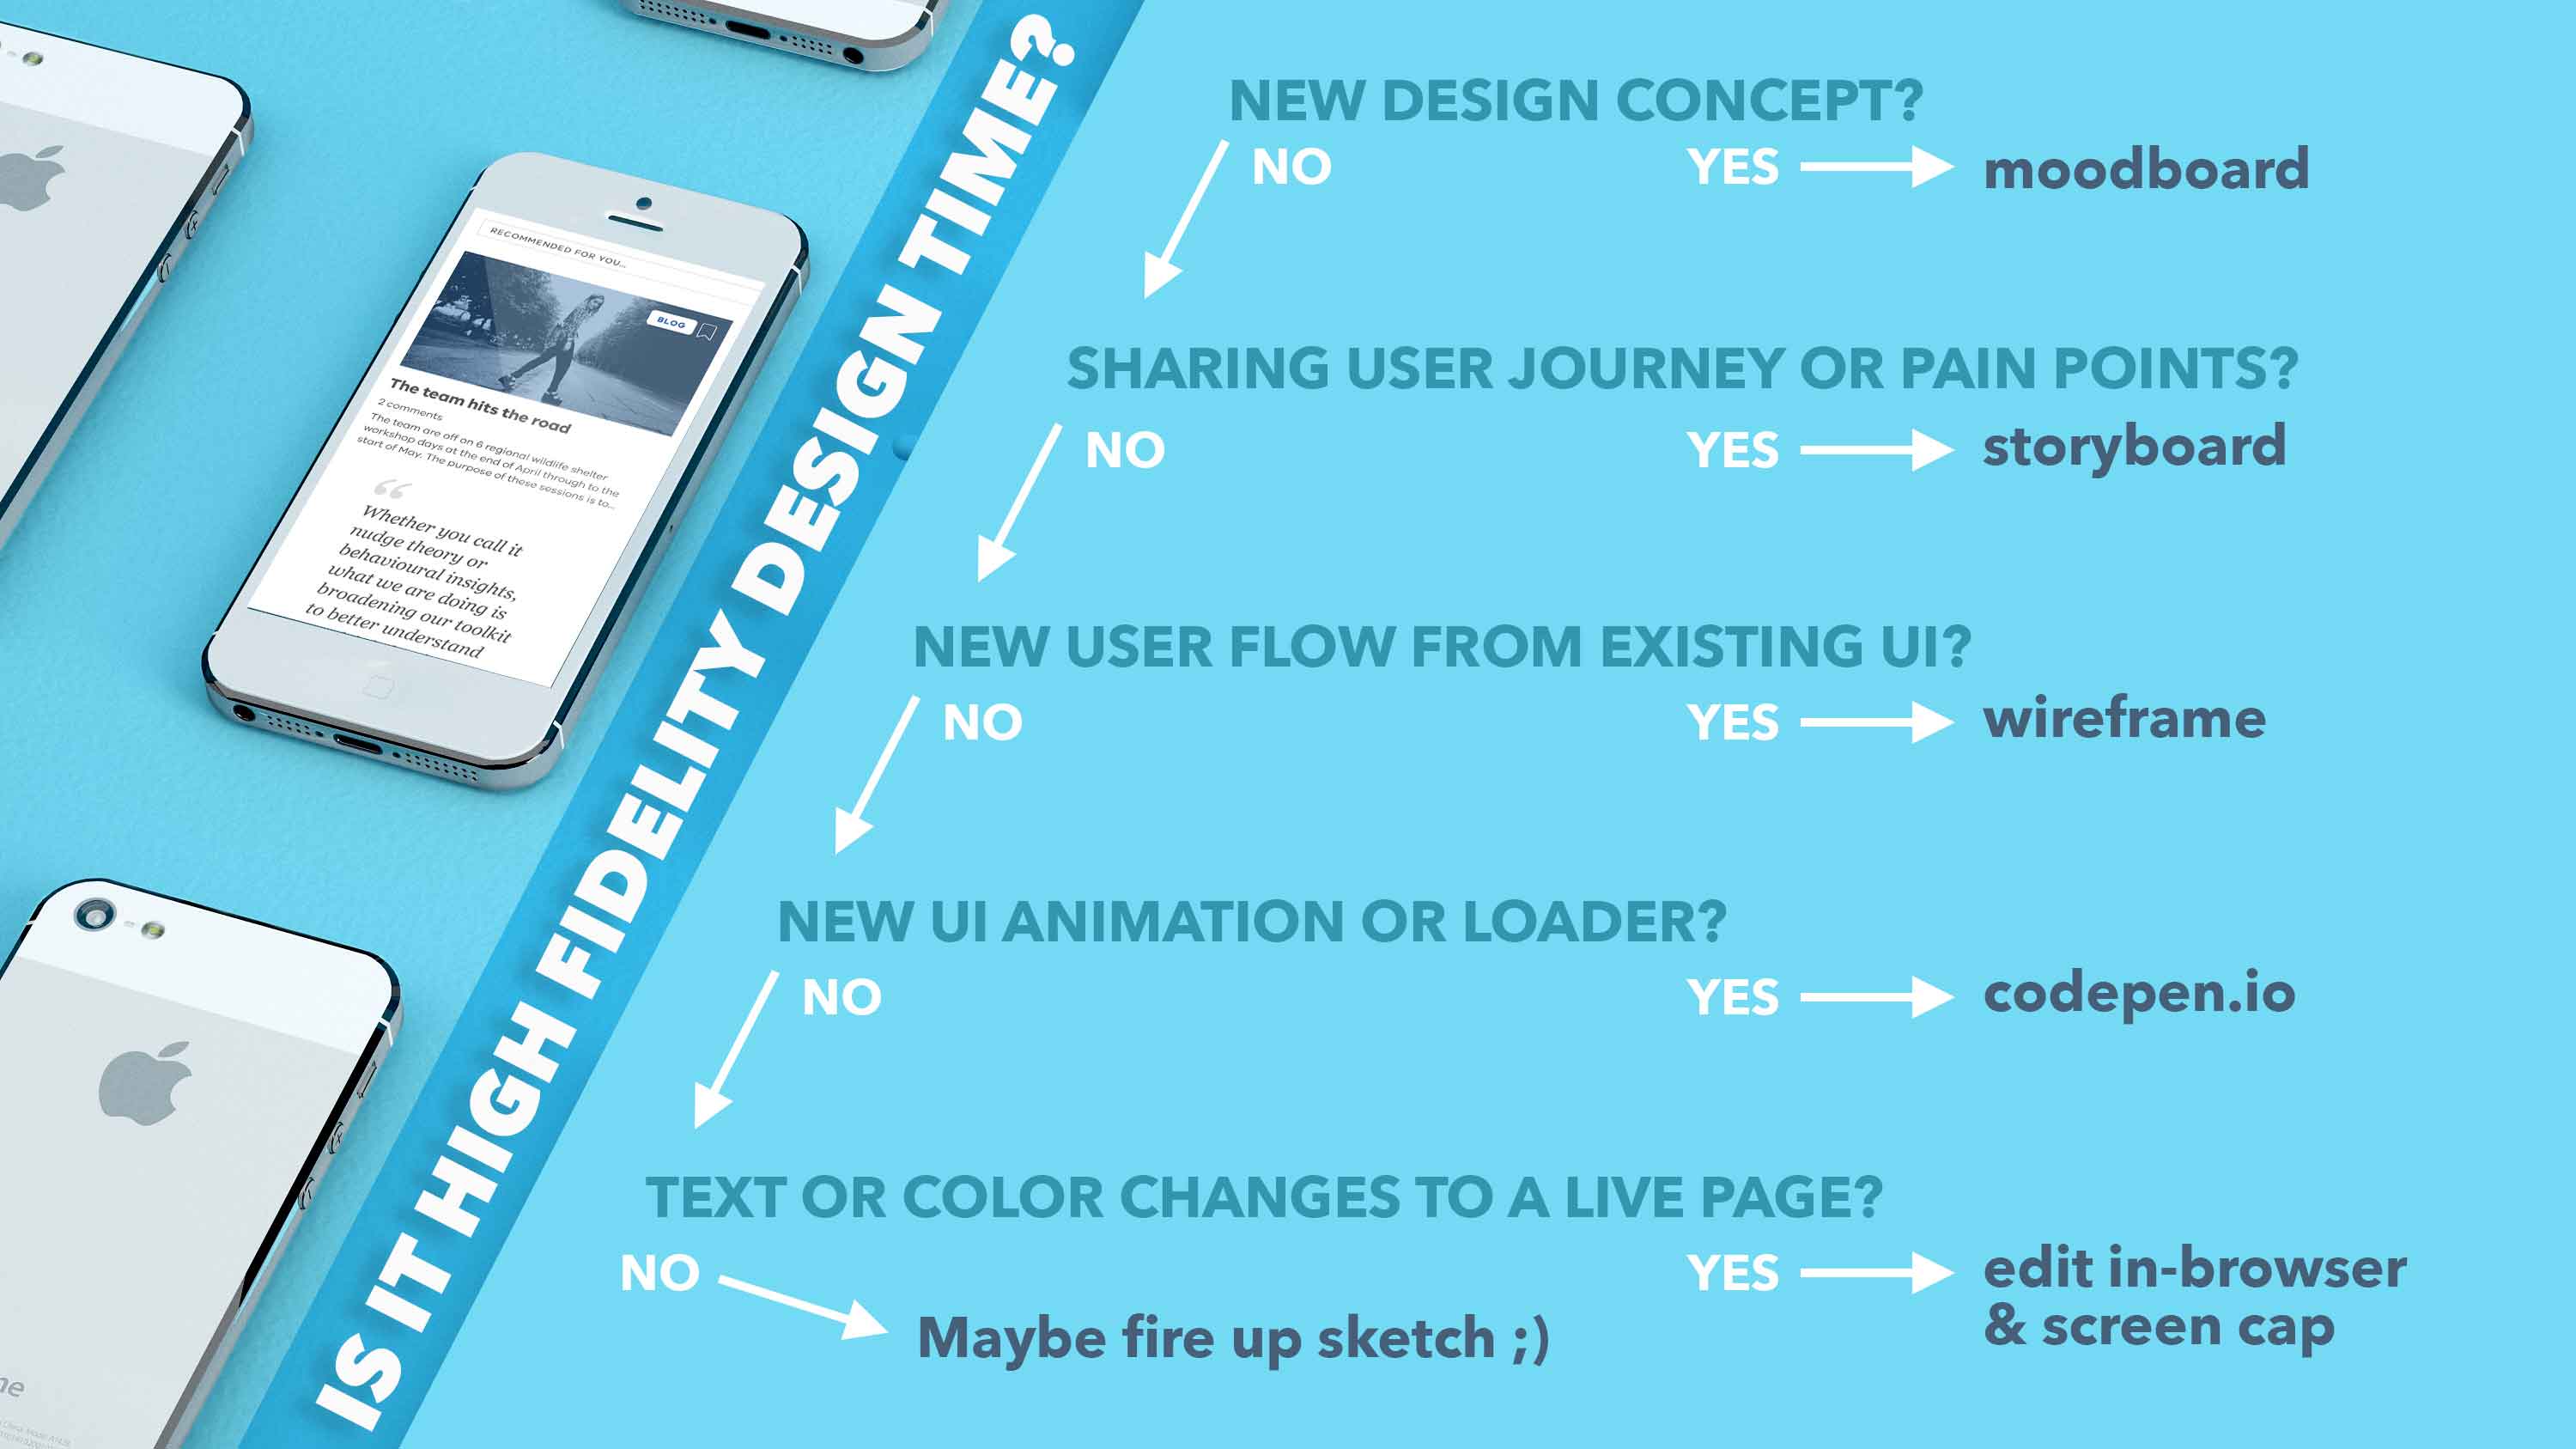 IS IT HIGH FIDELITY DESIGN TIME?
RECOMMENDED FOR YOU...
BLOG
The team hits the road
2 comments
The team are off on 6 regional wildlife shelter
workshop days at the end of April through to the
start of May. The purpose of these sessions is to...
“
Whether you call it
nudge theory or
behavioural insights,
what we are doing is
broadening our toolkit
to better understand
NEW DESIGN CONCEPT?
NO
YES
moodboard
SHARING USER JOURNEY OR PAIN POINTS?
NO
YES
storyboard
NEW USER FLOW FROM EXISTING UI?
NO
YES
wireframe
NEW UI ANIMATION OR LOADER?
NO
YES
codepen.io
TEXT OR COLOR CHANGES TO A LIVE PAGE?
NO
YES
edit in-browser
& screen cap
Maybe fire up sketch ;)